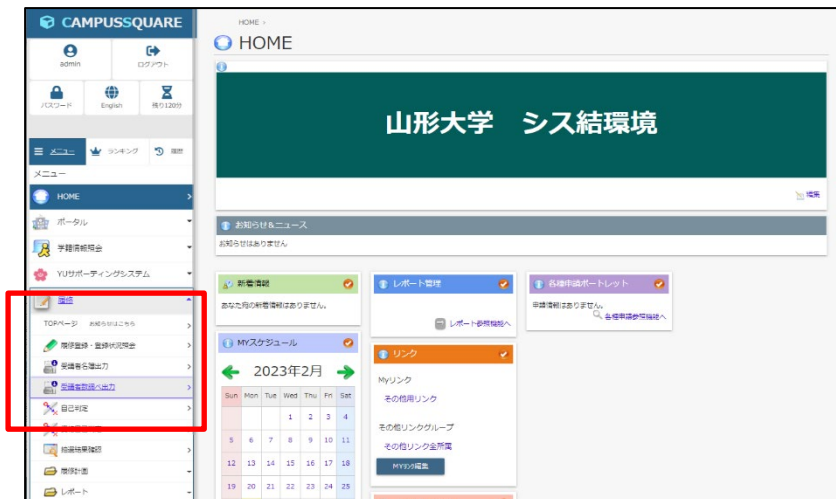 CAMPUSSQUARE
admin
ログアウト
パスワード
English
残り120分
メニュー
ランキング
履歴
メニュー
HOME
ポータル
学籍情報照会
YUサポーティングシステム
履修
TOPページ お知らせはこちら
履修登録・登録状況照会
受講者名簿出力
自己判定
抽選結果確認
履修計画
レポート
HOME >
HOME
山形大学 シス結環境
編集
お知らせ&ニュース
お知らせはありません
新着情報
あなた宛の新着情報はありません。
MYスケジュール
2023年2月
Sun Mon Tue Wed Thu Fri Sat
1 2 3 4
5 6 7 8 9 10 11
12 13 14 15 16 17 18
19 20 21 22 23 24 25
レポート管理
レポート参照機能へ
リンク
Myリンク
その他用リンク
その他リンクグループ
その他リンク全所属
MYリンク編集
各種申請ポートレット
申請情報はありません。
各種申請参照機能へ